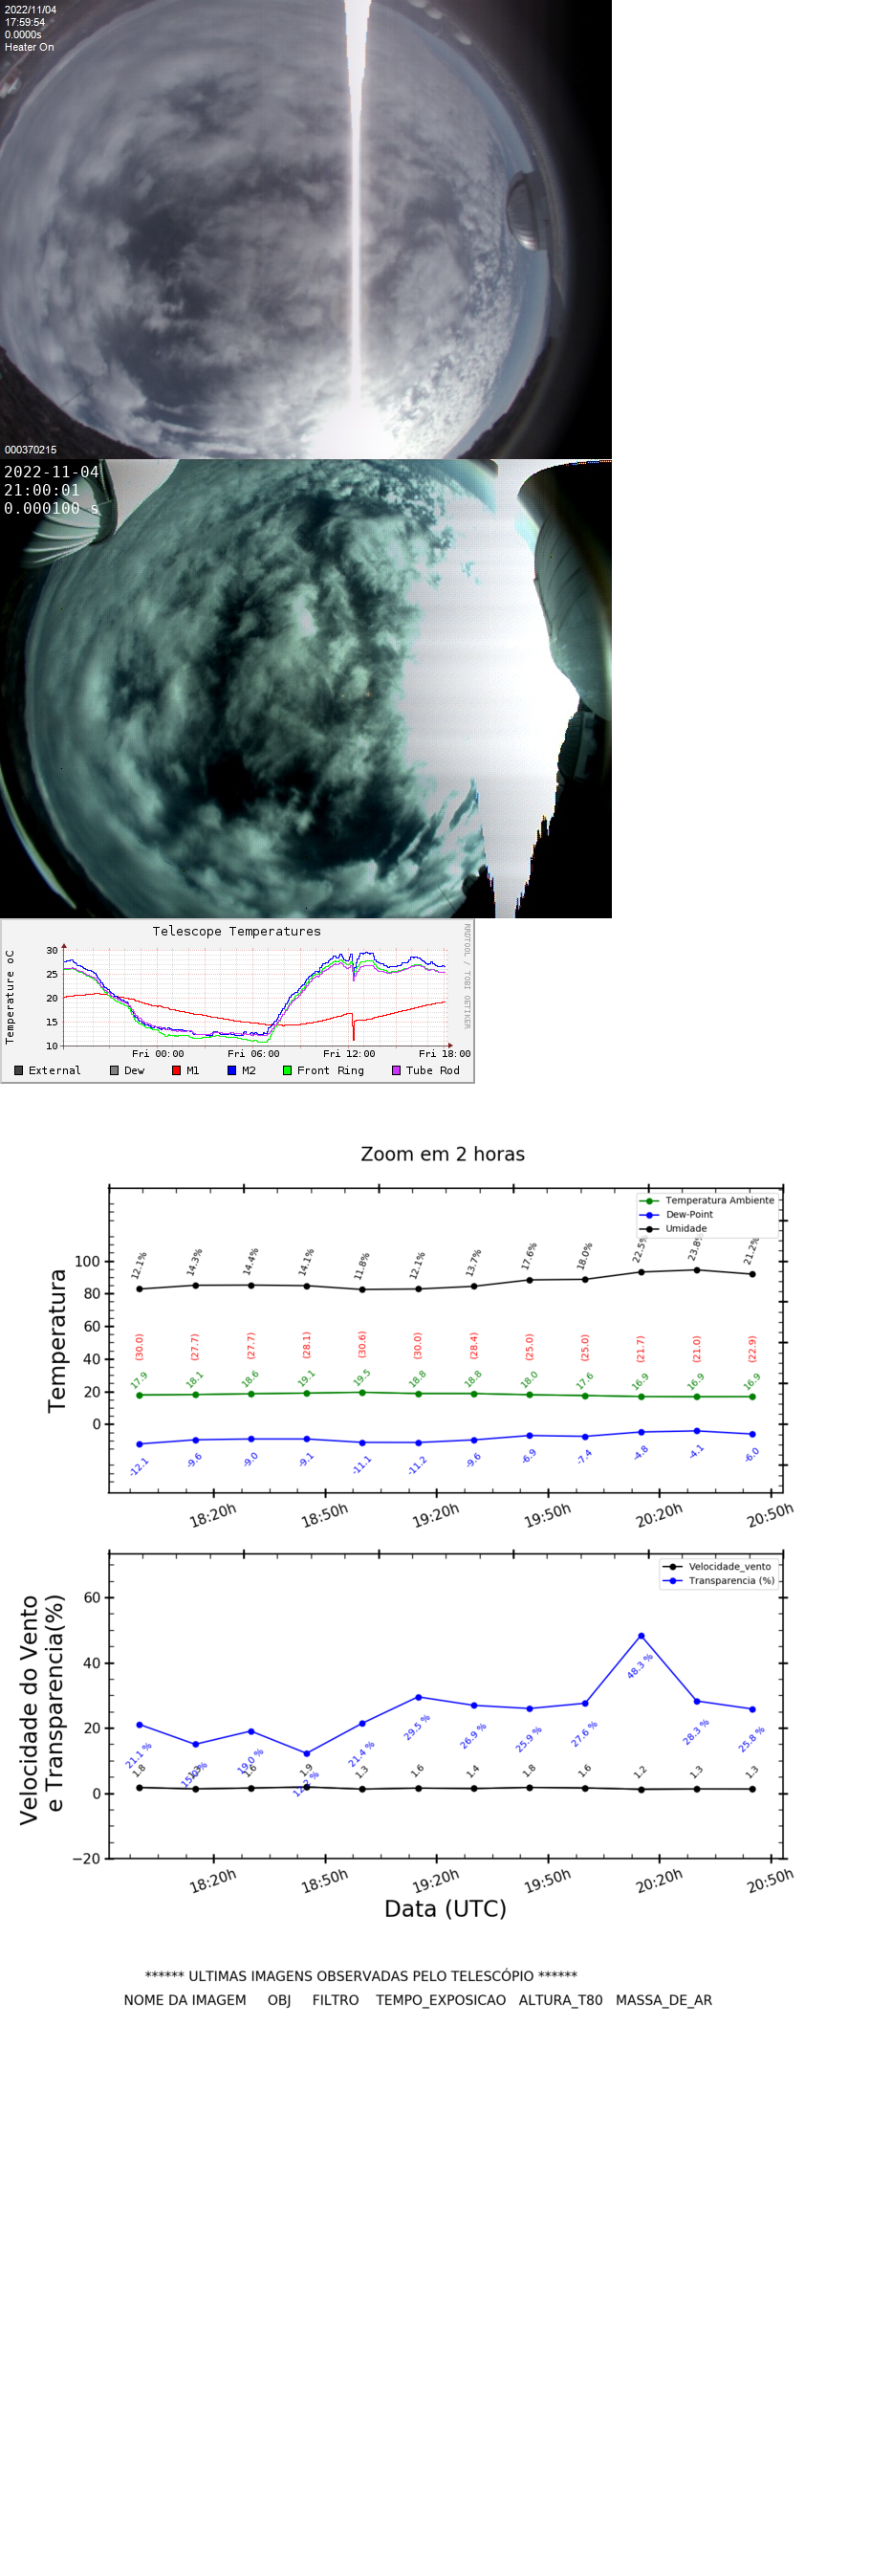 2022/11/04
17:59:54
0.0000s
Heater On
000370215
2022-11-04
21:00:01
0.000100 s
Telescope Temperatures
RRDTOOL / TOBI OETIKER
Temperature oC
30
25
20
15
10
Fri 00:00 Fri 06:00 Fri 12:00 Fri 18:00
External Dew M1 M2 Front Ring Tube Rod
Zoom em 2 horas
Temperatura Ambiente
Dew-Point
Umidade
Temperatura
100
80
60
40
20
0
12.1% 14.3% 14.4% 14.1% 11.8% 12.1% 13.7% 17.6% 18.0% 22.5% 23.8% 21.2%
(30.0) (27.7) (27.7) (28.1) (30.6) (30.0) (28.4) (25.0) (25.0) (21.7) (21.0) (22.9)
17.9 18.1 18.6 19.1 19.5 18.8 18.8 18.0 17.6 16.9 16.9 16.9
-12.1 -9.6 -9.0 -9.1 -11.1 -11.2 -9.6 -6.9 -7.4 -4.8 -4.1 -6.0
18:20h 18:50h 19:20h 19:50h 20:20h 20:50h
Velocidade_vento
Transparencia (%)
Velocidade do Vento
e Transparencia(%)
60
40
20
0
−20
21.1 % 19.0 % 21.4 % 29.5 % 26.9 % 25.9 % 27.6 % 48.3 % 28.3 % 25.8 %
1.8 1.6 1.9 1.3 1.6 1.4 1.8 1.6 1.2 1.3 1.3
18:20h 18:50h 19:20h 19:50h 20:20h 20:50h
Data (UTC)
****** ULTIMAS IMAGENS OBSERVADAS PELO TELESCÓPIO ******
NOME DA IMAGEM OBJ FILTRO TEMPO_EXPOSICAO ALTURA_T80 MASSA_DE_AR